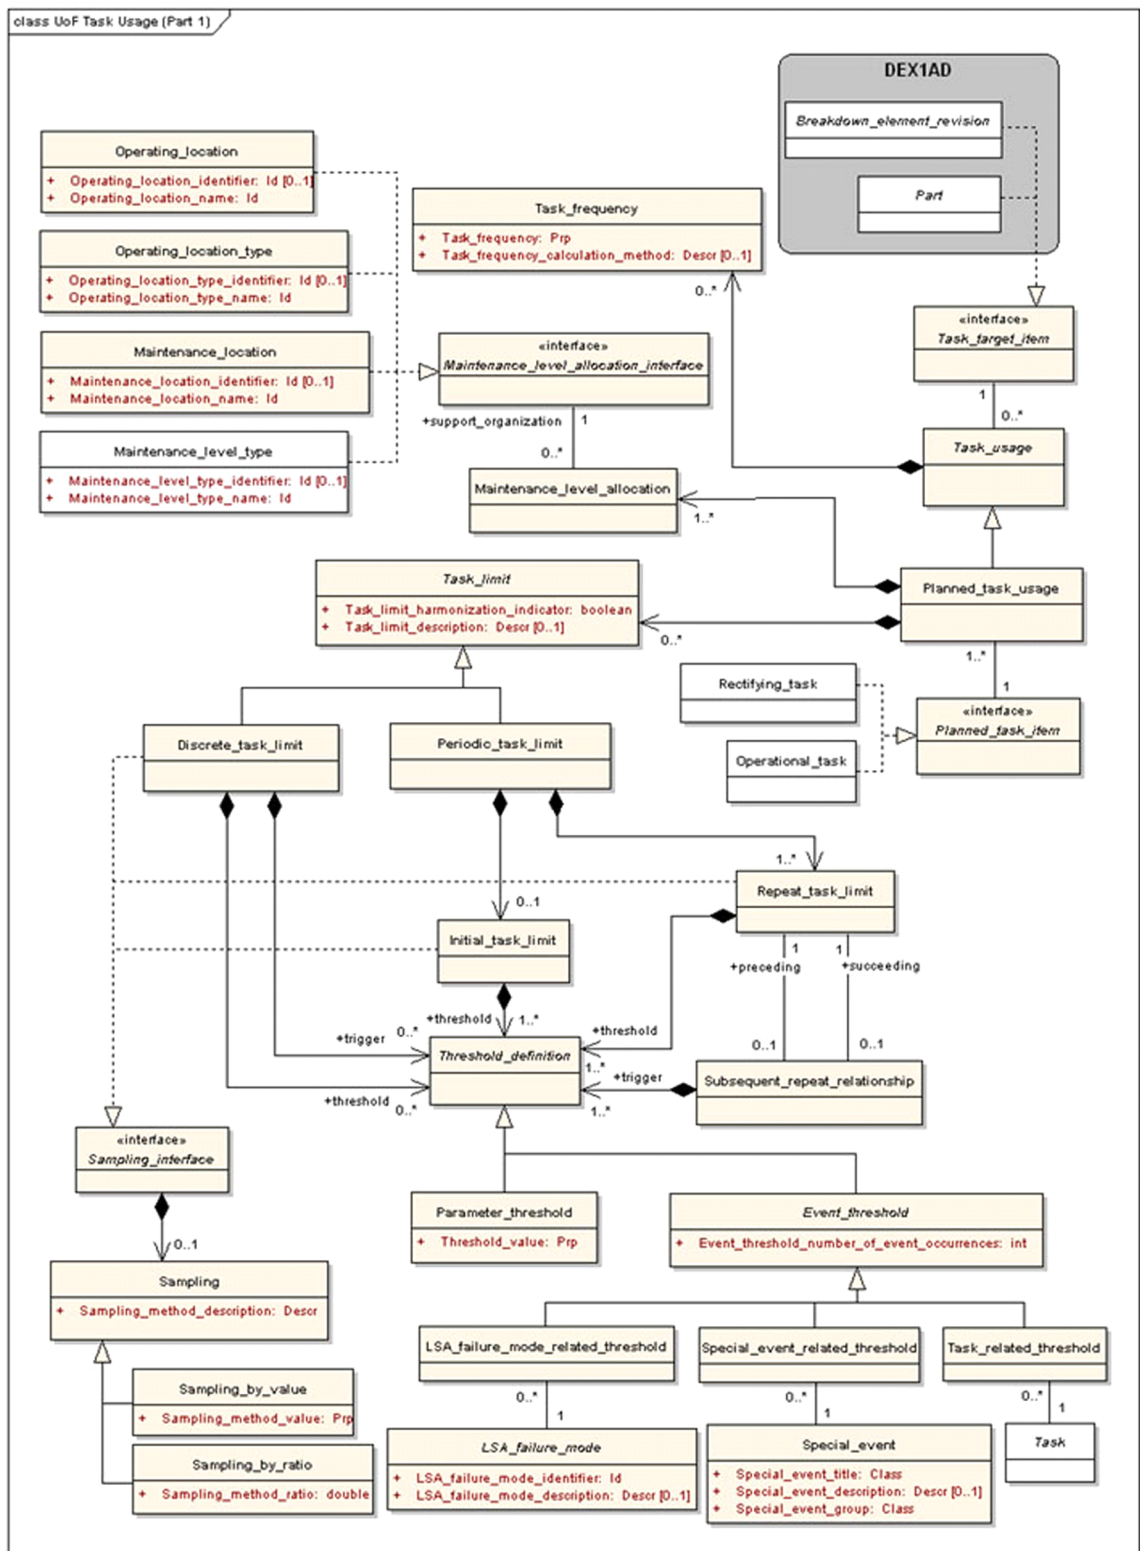 class UoF Task Usage (Part 1)
DEX1AD
Breakdown_element_revision
Part
Operating_location
+ Operating_location_identifier: Id [0..1]
+ Operating_location_name: Id
Operating_location_type
+ Operating_location_type_identifier: Id [0..1]
+ Operating_location_type_name: Id
Maintenance_location
+ Maintenance_location_identifier: Id [0..1]
+ Maintenance_location_name: Id
Maintenance_level_type
+ Maintenance_level_type_identifier: Id [0..1]
+ Maintenance_level_type_name: Id
Task_frequency
+ Task_frequency: Prp
+ Task_frequency_calculation_method: Descr [0..1]
0..*
«interface»
Maintenance_level_allocation_interface
+support_organization
1
0..*
Maintenance_level_allocation
1..*
«interface»
Task_target_item
1
0..*
Task_usage
Planned_task_usage
Task_limit
+ Task_limit_harmonization_indicator: boolean
+ Task_limit_description: Descr [0..1]
0..*
1..*
1
Rectifying_task
Operational_task
«interface»
Planned_task_item
Discrete_task_limit
Periodic_task_limit
1..*
0..1
Repeat_task_limit
Initial_task_limit
1
+preceding
1
+succeeding
0..1
0..1
+threshold
1..*
+threshold
1..*
+trigger
0..*
+threshold
0..*
Threshold_definition
+trigger
1..*
Subsequent_repeat_relationship
«interface»
Sampling_interface
0..1
Sampling
+ Sampling_method_description: Descr
Sampling_by_value
+ Sampling_method_value: Prp
Sampling_by_ratio
+ Sampling_method_ratio: double
Parameter_threshold
+ Threshold_value: Prp
Event_threshold
+ Event_threshold_number_of_event_occurrences: int
LSA_failure_mode_related_threshold
Special_event_related_threshold
Task_related_threshold
0..*
1
0..*
1
0..*
1
LSA_failure_mode
+ LSA_failure_mode_identifier: Id
+ LSA_failure_mode_description: Descr [0..1]
Special_event
+ Special_event_title: Class
+ Special_event_description: Descr [0..1]
+ Special_event_group: Class
Task